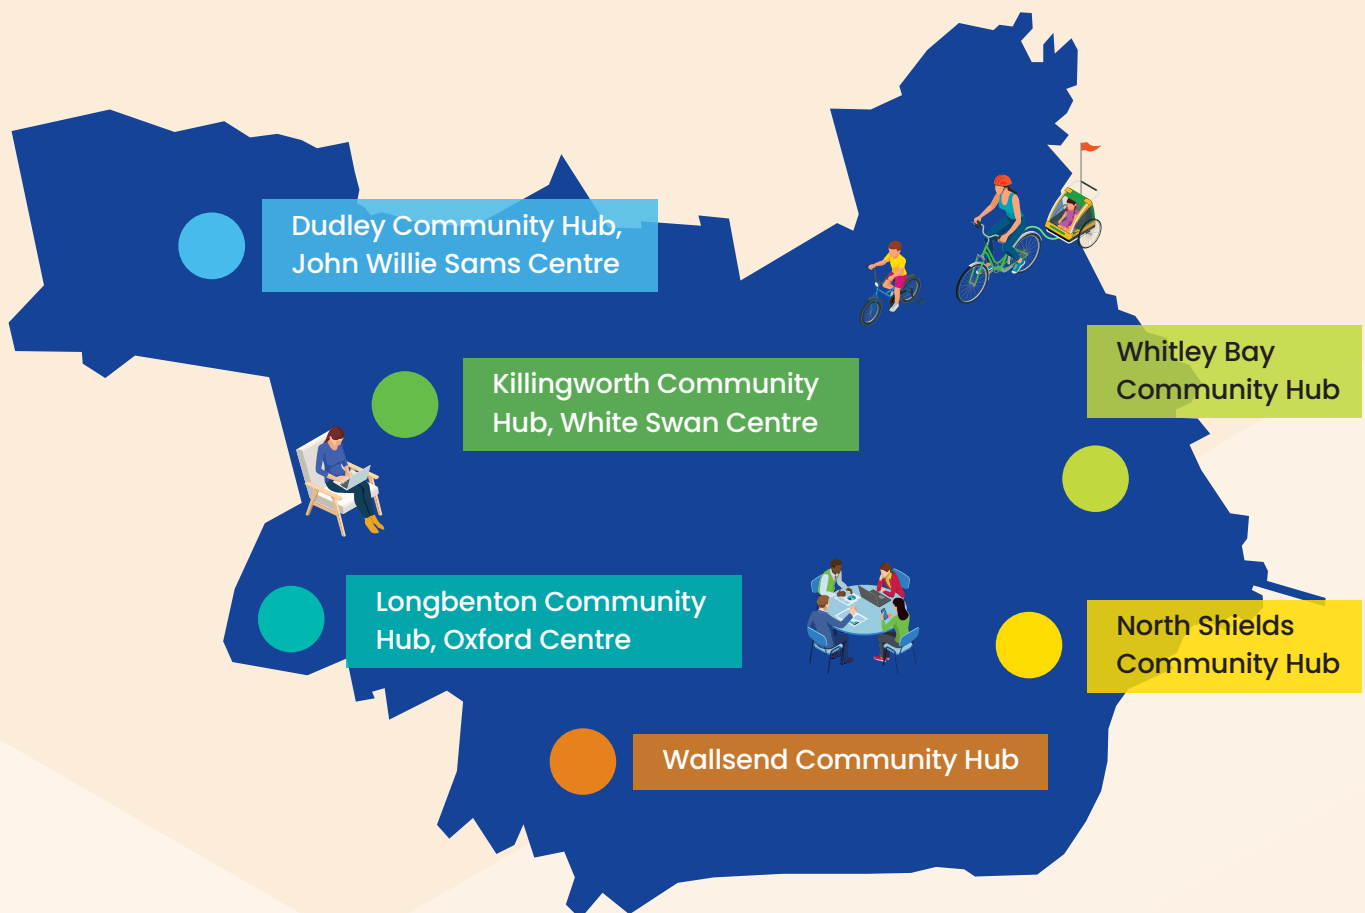 Dudley Community Hub,
John Willie Sams Centre
Whitley Bay
Community Hub
Killingworth Community
Hub, White Swan Centre
Longbenton Community
Hub, Oxford Centre
North Shields
Community Hub
Wallsend Community Hub